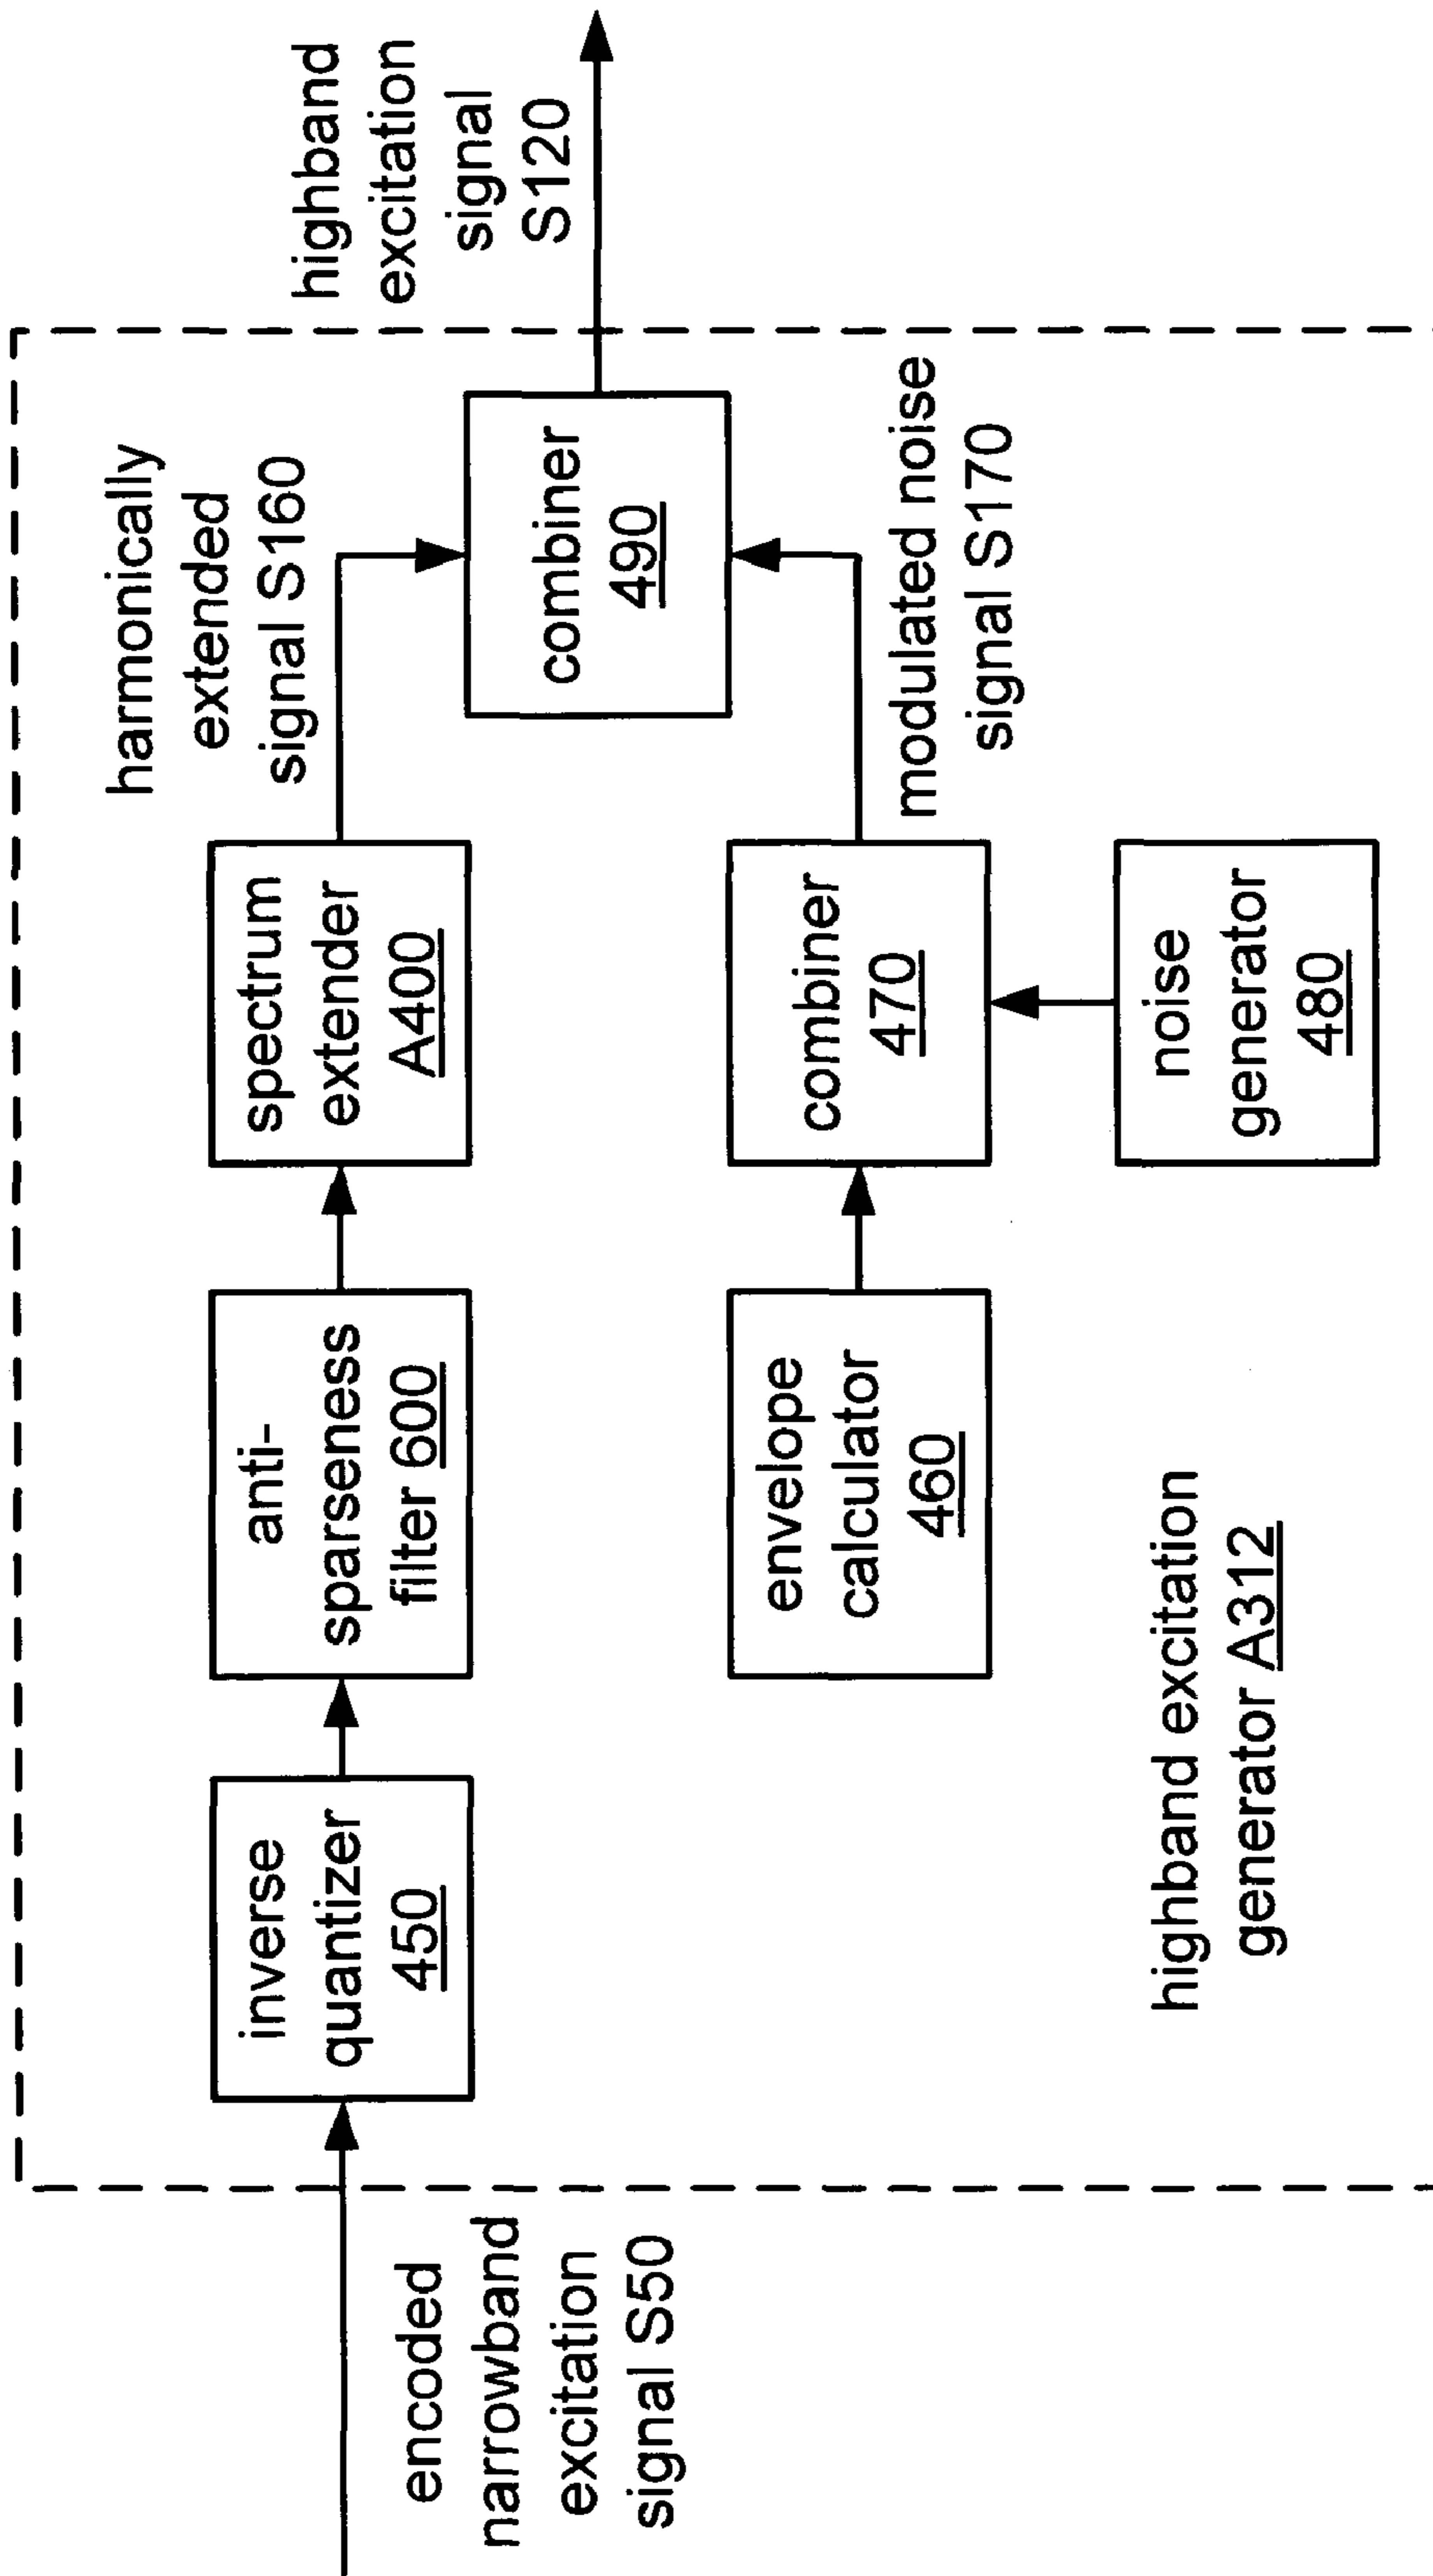 encoded
narrowband
excitation
signal S50
inverse
quantizer
450
anti-
sparseness
filter 600
spectrum
extender
A400
harmonically
extended
signal S160
combiner
490
highband
excitation
signal
S120
envelope
calculator
460
combiner
470
modulated noise
signal S170
noise
generator
480
highband excitation
generator A312